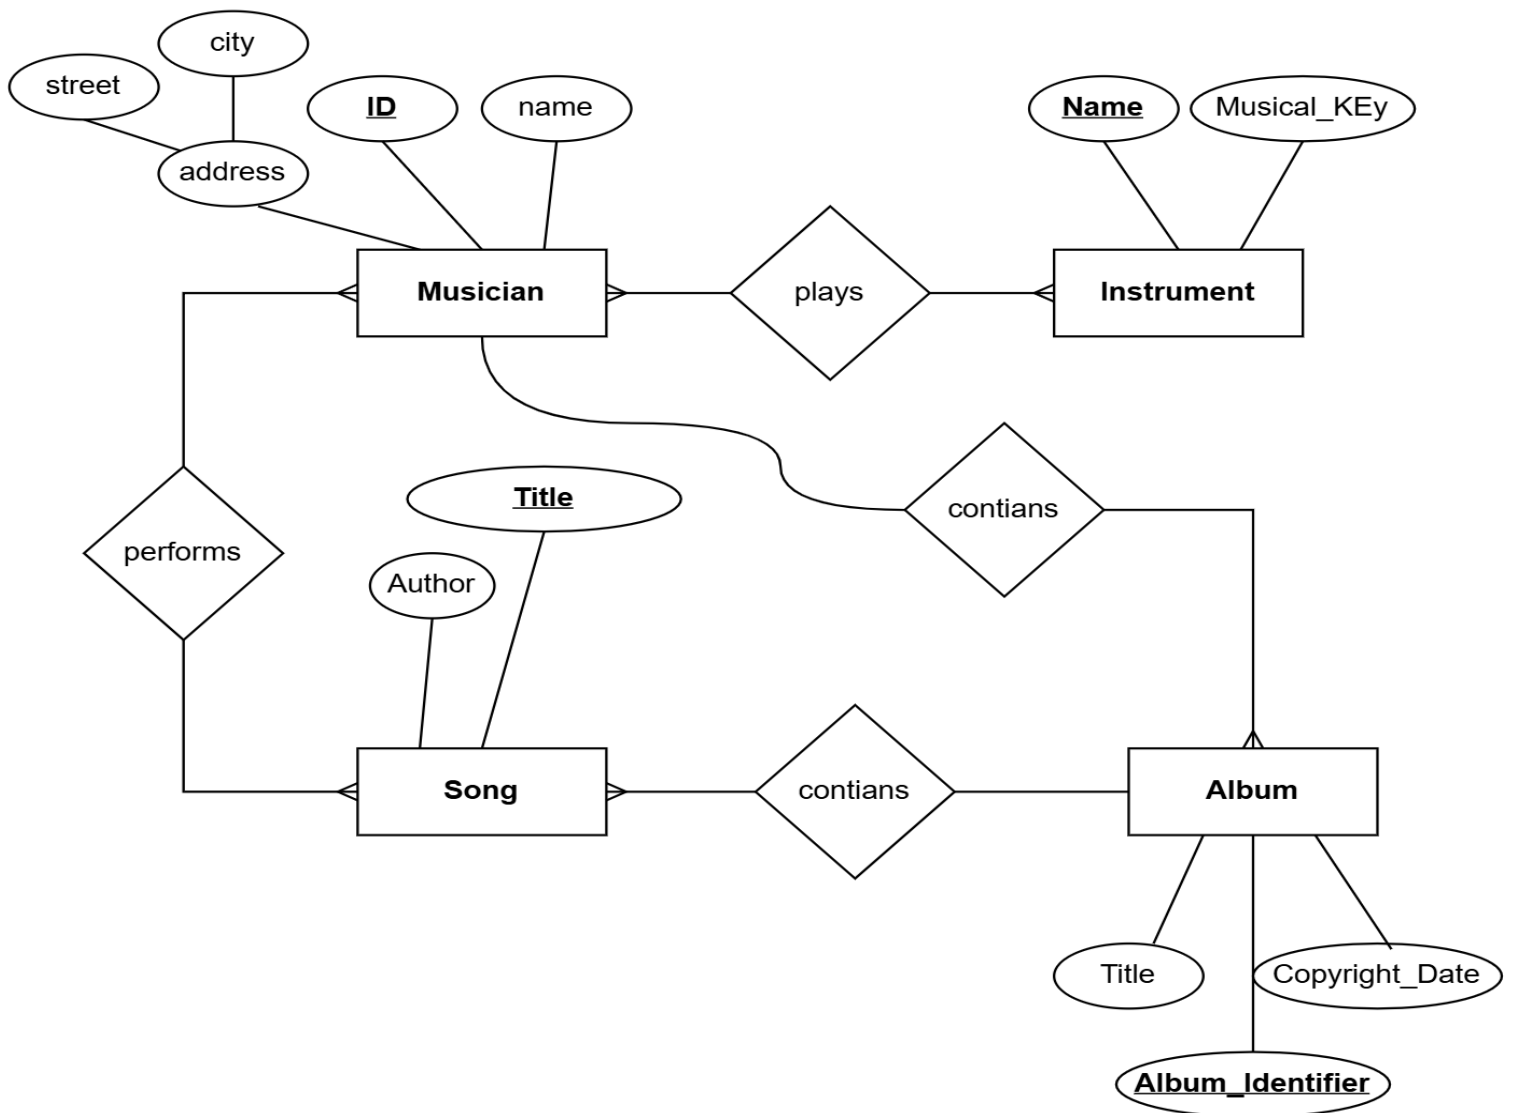 city
street
ID
name
Name
Musical_KEy
address
Musician
plays
Instrument
Title
contians
performs
Author
Song
contians
Album
Title
Copyright_Date
Album_Identifier